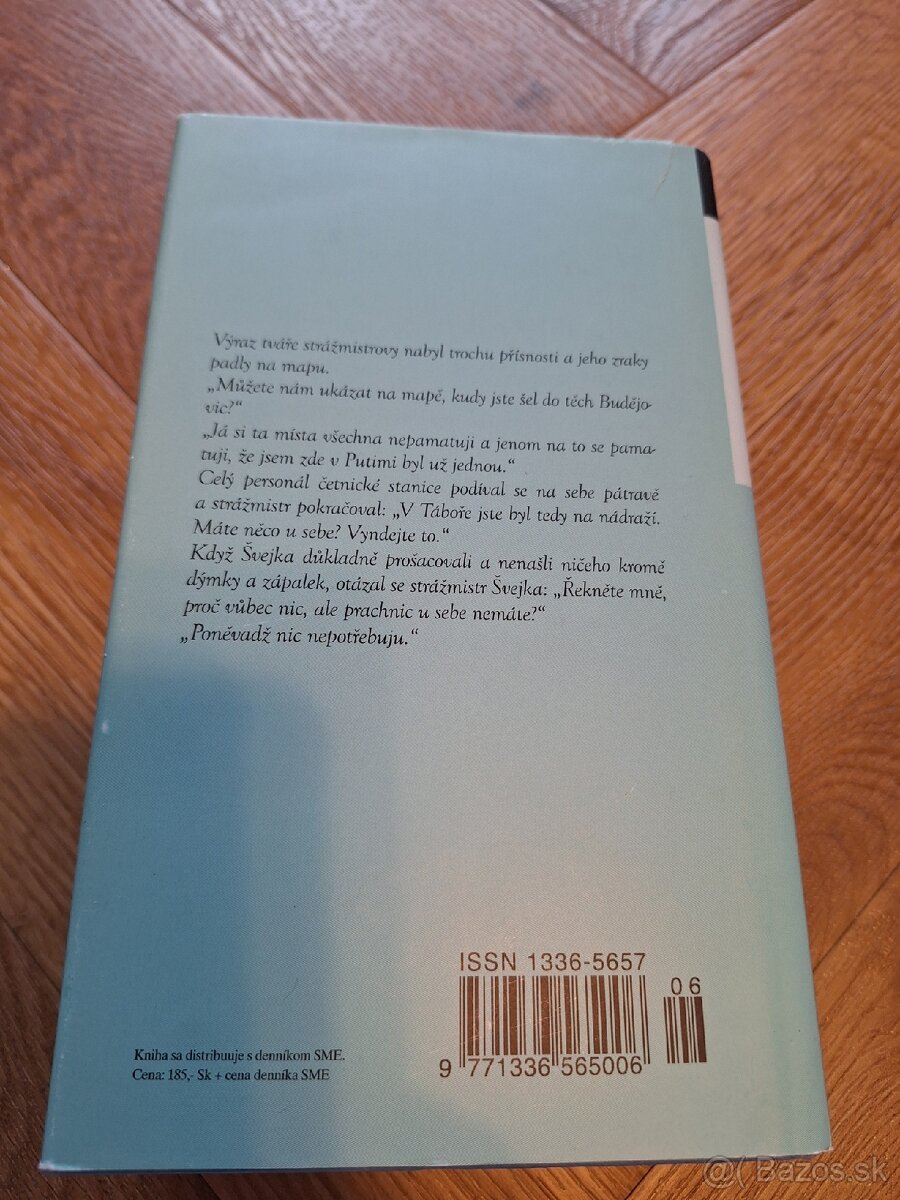 Výraz tváře strážmistrovy nabyl trochu přísnosti a jeho zraky
padly na mapu.
„Můžete nám ukázat na mapě, kudy jste šel do těch Budějo-
vic?“
„Já si ta místa všechna nepamatuji a jenom na to se pama-
tuji, že jsem zde v Putimi byl už jednou.“
Celý personál četnické stanice podíval se na sebe pátravě
a strážmistr pokračoval: „V Táboře jste byl tedy na nádraží.
Máte něco u sebe? Vyndejte to.“
Když Švejka důkladně prošacovali a nenašli ničeho kromě
dýmky a zápalek, otázal se strážmistr Švejka: „Řekněte mně,
proč vůbec nic, ale prachnic u sebe nemáte?“
„Poněvadž nic nepotřebuju.“
ISSN 1336-5657
06
9 771336 565006
Kniha sa distribuuje s denníkom SME.
Cena: 185,- Sk + cena denníka SME
@( Bazos.sk